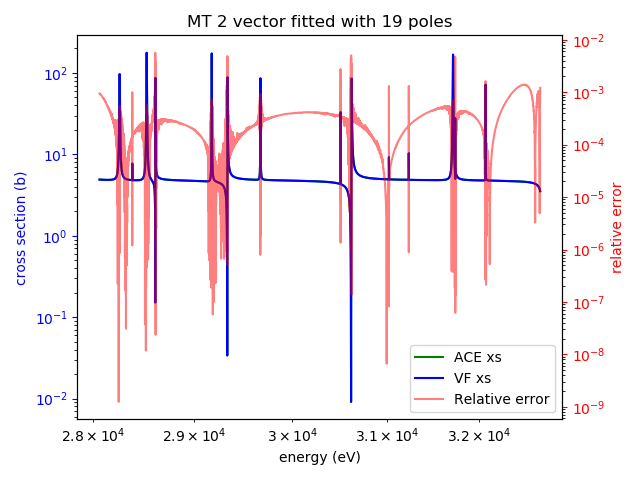 MT 2 vector fitted with 19 poles
10²
10¹
10⁰
10⁻¹
10⁻²
cross section (b)
10⁻²
10⁻³
10⁻⁴
10⁻⁵
10⁻⁶
10⁻⁷
10⁻⁸
10⁻⁹
relative error
ACE xs
VF xs
Relative error
2.8 × 10⁴ 2.9 × 10⁴ 3 × 10⁴ 3.1 × 10⁴ 3.2 × 10⁴
energy (eV)